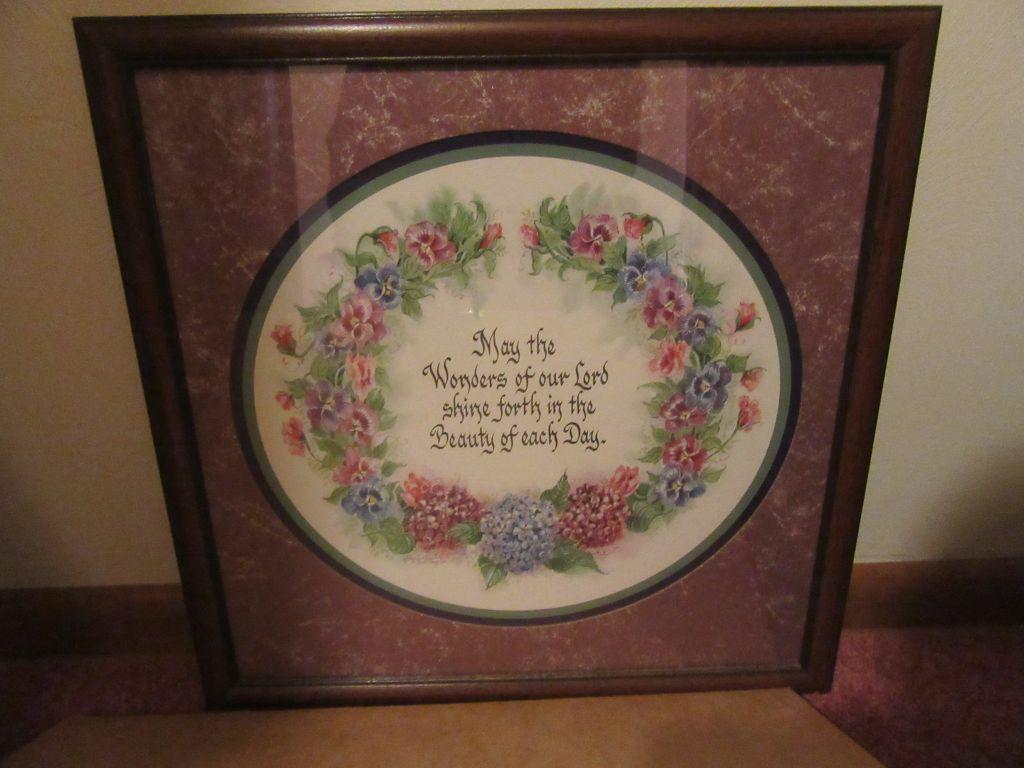 May the
Wonders of our Lord
shine forth in the
Beauty of each Day.